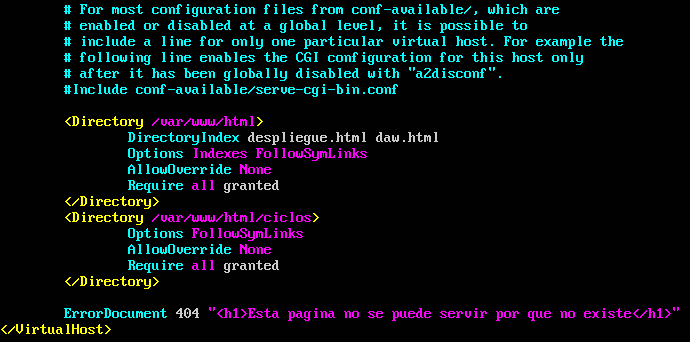 # For most configuration files from conf-available/, which are
# enabled or disabled at a global level, it is possible to
# include a line for only one particular virtual host. For example the
# following line enables the CGI configuration for this host only
# after it has been globally disabled with "a2disconf".
#Include conf-available/serve-cgi-bin.conf
<Directory /var/www/html>
DirectoryIndex despliegue.html daw.html
Options Indexes FollowSymLinks
AllowOverride None
Require all granted
</Directory>
<Directory /var/www/html/ciclos>
Options FollowSymLinks
AllowOverride None
Require all granted
</Directory>
ErrorDocument 404 "<h1>Esta pagina no se puede servir por que no existe</h1>"
</VirtualHost>